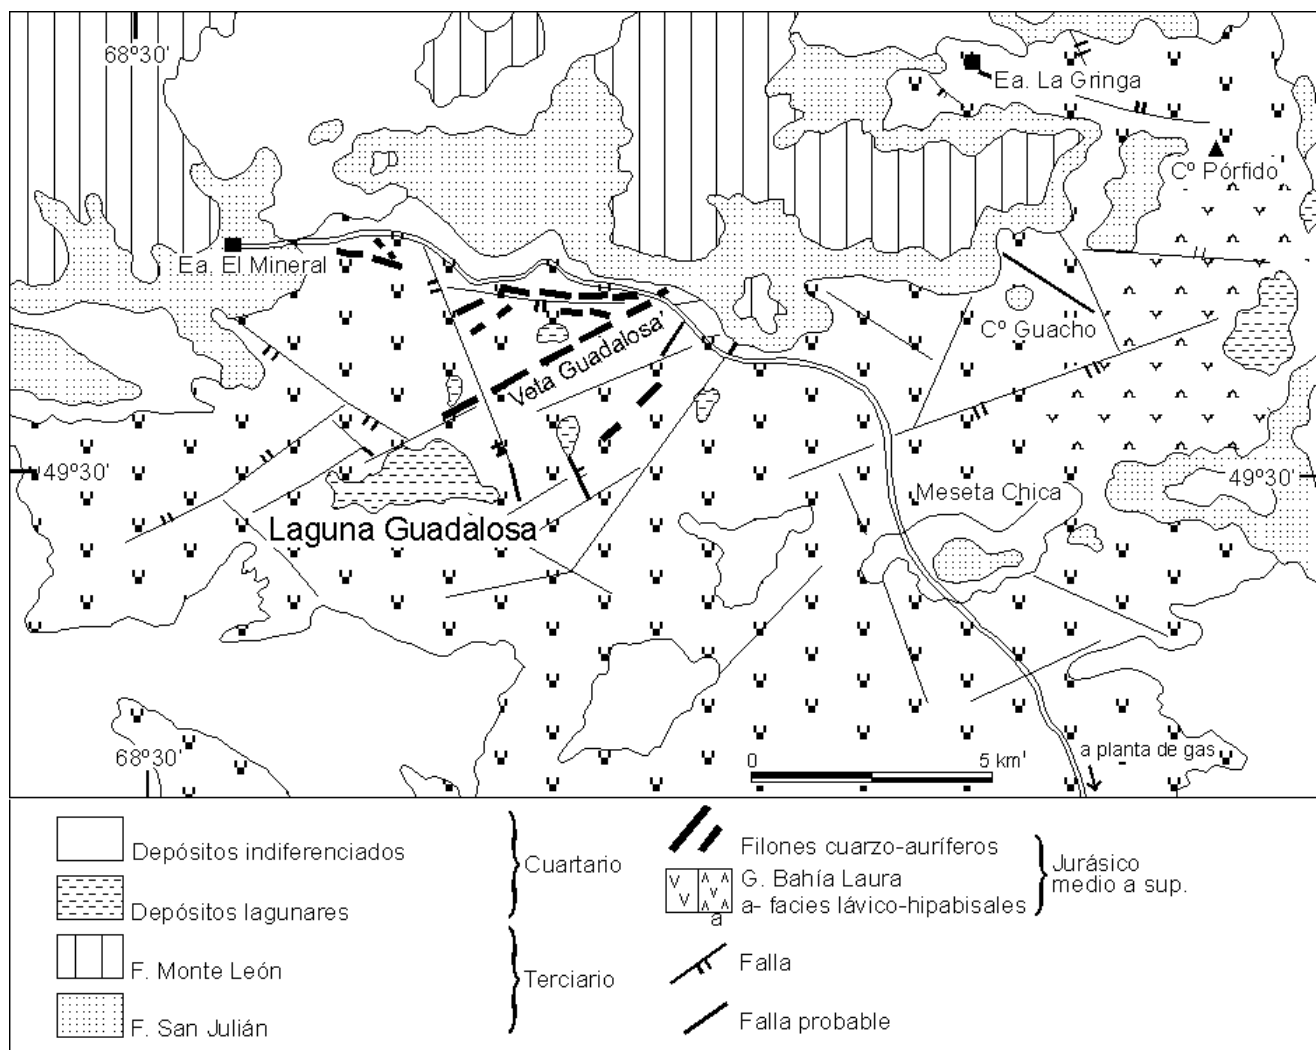 68º30'
Ea. La Gringa
Cº Pórfido
Ea. El Mineral
Cº Guacho
Veta Guadalosa'
49º30'
49º30'
Meseta Chica
Laguna Guadalosa
68º30'
0
5 km'
a planta de gas
Depósitos indiferenciados
Depósitos lagunares
Cuartario
F. Monte León
F. San Julián
Terciario
Filones cuarzo-auríferos
G. Bahía Laura
a- facies lávico-hipabisales
a
Jurásico
medio a sup.
Falla
Falla probable